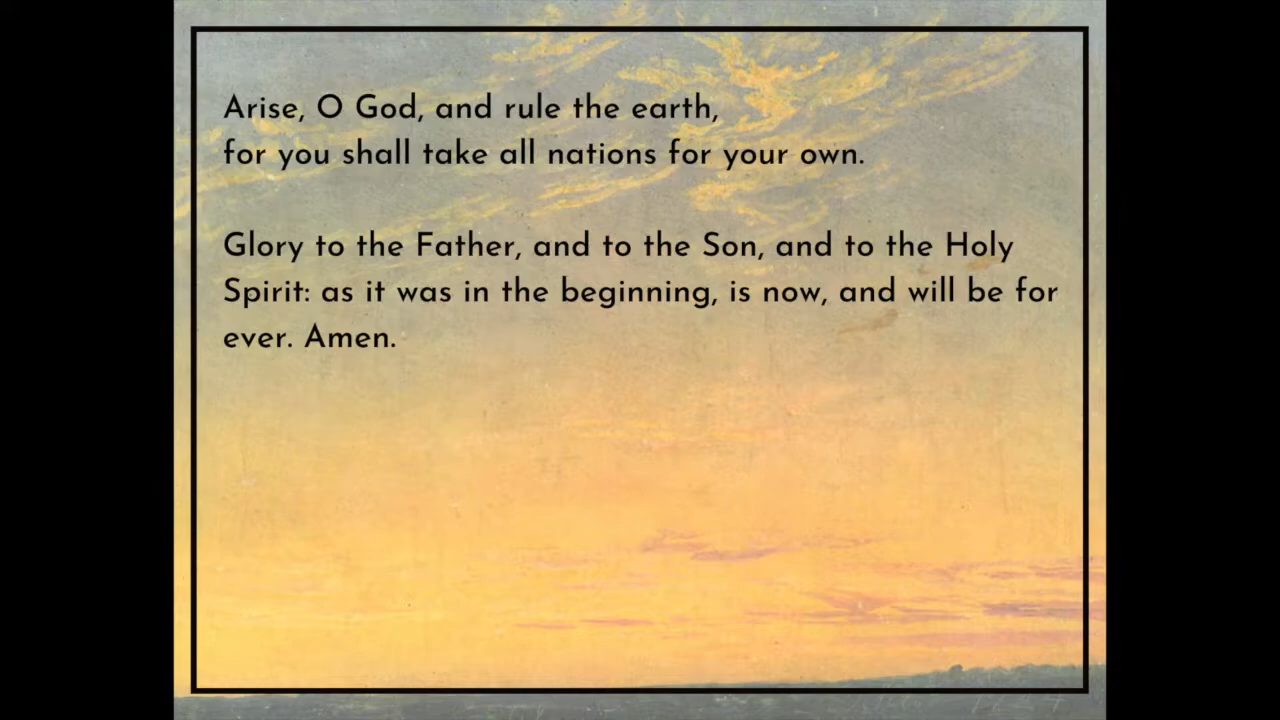 Arise, O God, and rule the earth,
for you shall take all nations for your own.
Glory to the Father, and to the Son, and to the Holy
Spirit: as it was in the beginning, is now, and will be for
ever. Amen.